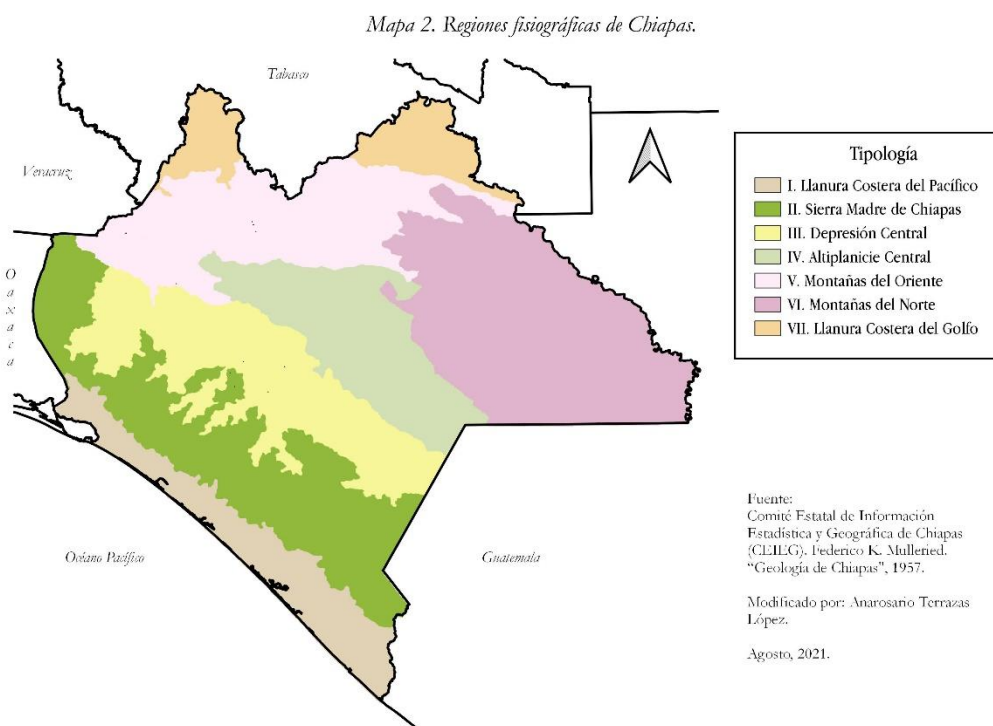 Mapa 2. Regiones fisiográficas de Chiapas.
Tabasco
Veracruz
Oaxaca
Tipología
I. Llanura Costera del Pacífico
II. Sierra Madre de Chiapas
III. Depresión Central
IV. Altiplanicie Central
V. Montañas del Oriente
VI. Montañas del Norte
VII. Llanura Costera del Golfo
Océano Pacífico
Guatemala
Fuente:
Comité Estatal de Información
Estadística y Geográfica de Chiapas
(CEIEG). Federico K. Mulleried.
“Geología de Chiapas”, 1957.
Modificado por: Anarosario Terrazas
López.
Agosto, 2021.